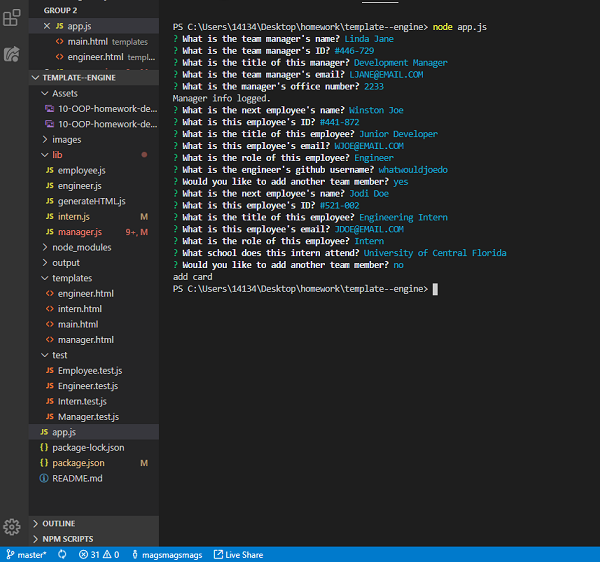 GROUP 2
JS app.js
<> main.html templates
<> engineer.html templ...
TEMPLATE--ENGINE
Assets
10-OOP-homework-de...
10-OOP-homework-de...
images
lib
JS employee.js
JS engineer.js
JS generateHTML.js
JS intern.js M
JS manager.js 9+, M
node_modules
output
templates
<> engineer.html
<> intern.html
<> main.html
<> manager.html
test
JS Employee.test.js
JS Engineer.test.js
JS Intern.test.js
JS Manager.test.js
JS app.js
{ } package-lock.json
{ } package.json M
README.md
OUTLINE
NPM SCRIPTS
PS C:\Users\14134\Desktop\homework\template--engine> node app.js
? What is the team manager's name? Linda Jane
? What is the team manager's ID? #446-729
? What is the title of this manager? Development Manager
? What is the team manager's email? LJANE@EMAIL.COM
? What is the manager's office number? 2233
Manager info logged.
? What is the next employee's name? Winston Joe
? What is this employee's ID? #441-872
? What is the title of this employee? Junior Developer
? What is this employee's email? WJOE@EMAIL.COM
? What is the role of this employee? Engineer
? What is the engineer's github username? whatwouldjoedo
? Would you like to add another team member? yes
? What is the next employee's name? Jodi Doe
? What is this employee's ID? #521-002
? What is the title of this employee? Engineering Intern
? What is this employee's email? JDOE@EMAIL.COM
? What is the role of this employee? Intern
? What school does this intern attend? University of Central Florida
? Would you like to add another team member? no
add card
PS C:\Users\14134\Desktop\homework\template--engine>
master* 31 0 magsmagsmags Live Share